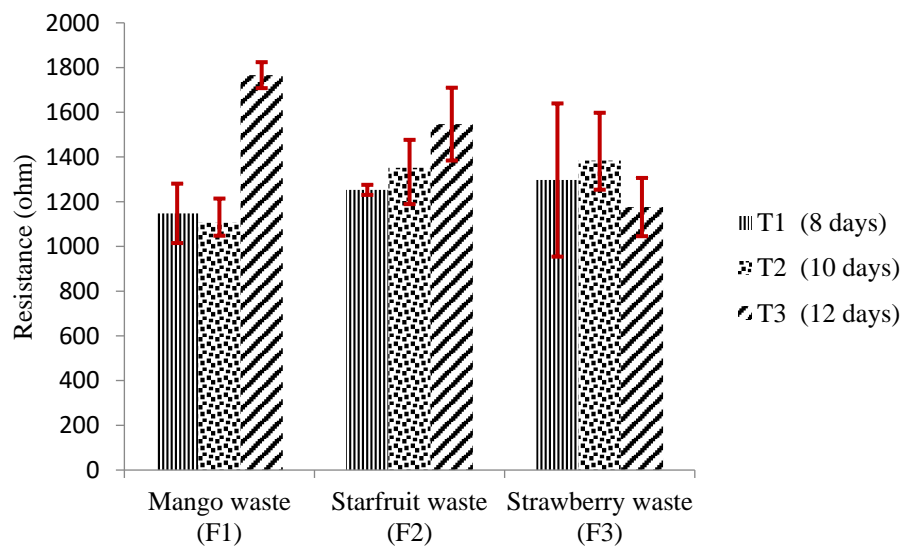 2000
1800
1600
1400
1200
1000
800
600
400
200
0
Resistance (ohm)
Mango waste
(F1)
Starfruit waste
(F2)
Strawberry waste
(F3)
T1 (8 days)
T2 (10 days)
T3 (12 days)